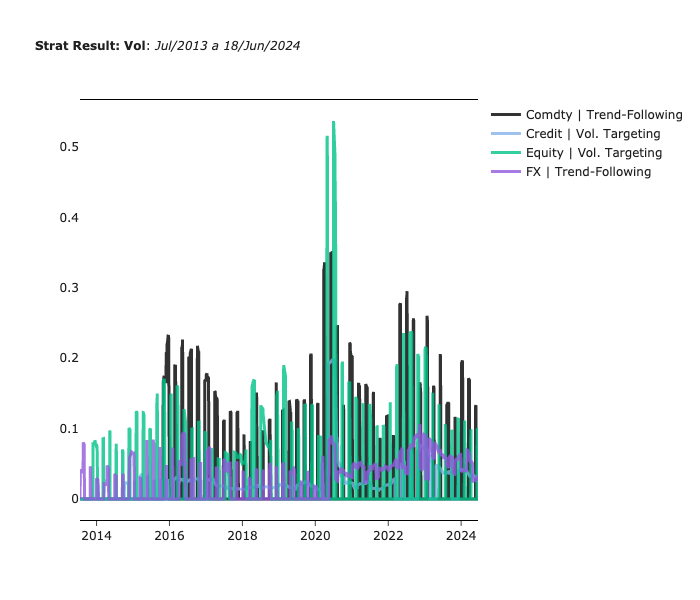 Strat Result: Vol: Jul/2013 a 18/Jun/2024
Comdty | Trend-Following
Credit | Vol. Targeting
Equity | Vol. Targeting
FX | Trend-Following
0.5
0.4
0.3
0.2
0.1
0
2014 2016 2018 2020 2022 2024